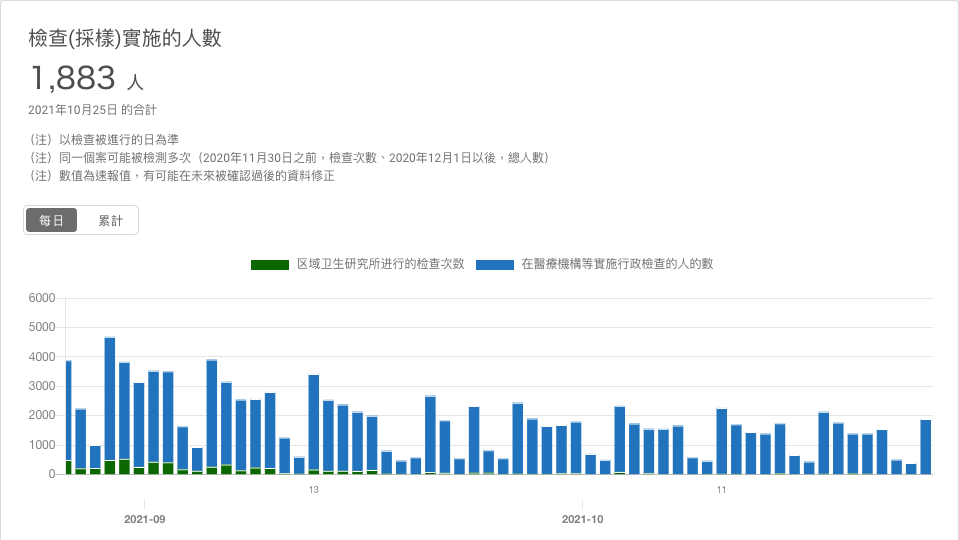 檢查(採樣)實施的人數
1,883 人
2021年10月25日 的合計
（注）以檢查被進行的日為準
（注）同一個案可能被檢測多次（2020年11月30日之前，檢查次數、2020年12月1日以後，總人數）
（注）數值為速報值，有可能在未來被確認過後的資料修正
每日 累計
区域卫生研究所进行的检查次数 在醫療機構等實施行政檢查的人的數
6000
5000
4000
3000
2000
1000
0
13 11
2021-09 2021-10